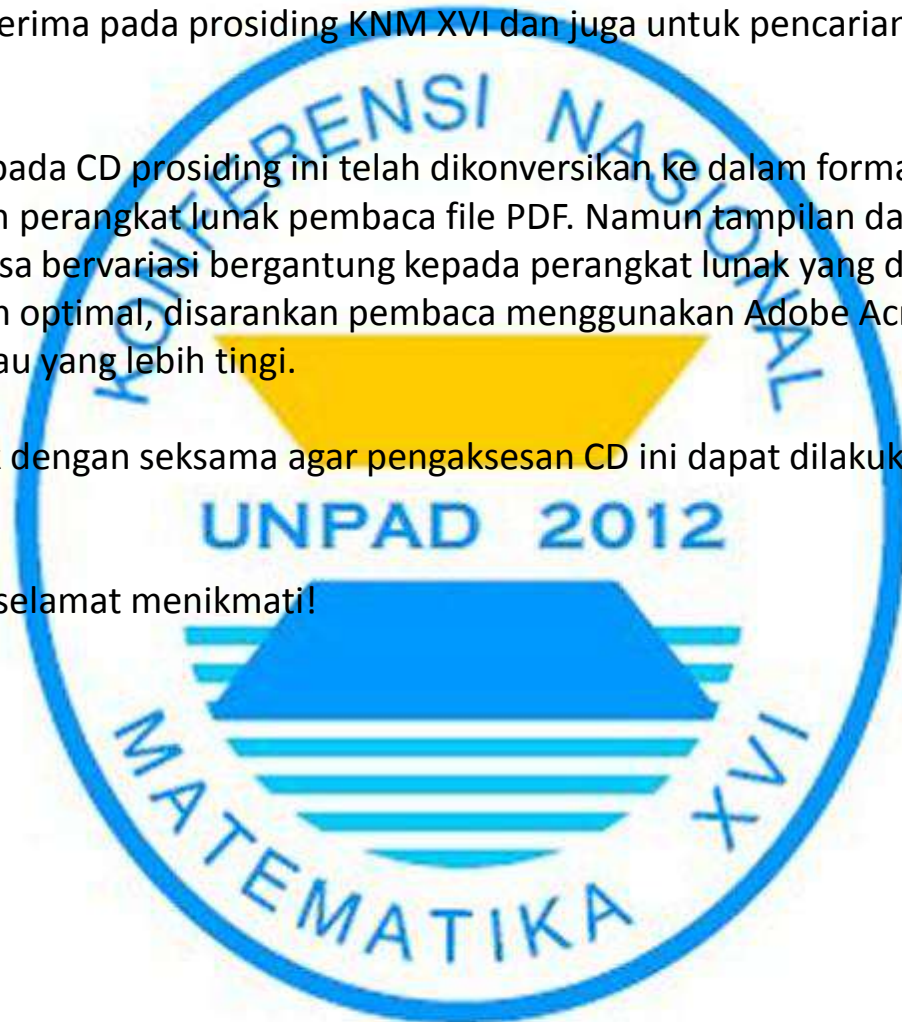 erima pada prosiding KNM XVI dan juga untuk pencarian
KONFERENSI NASIONAL
pada CD prosiding ini telah dikonversikan ke dalam forma
n perangkat lunak pembaca file PDF. Namun tampilan da
sa bervariasi bergantung kepada perangkat lunak yang d
n optimal, disarankan pembaca menggunakan Adobe Acr
au yang lebih tingi.
dengan seksama agar pengaksesan CD ini dapat dilakuk
UNPAD 2012
selamat menikmati!
MATEMATIKA XVI